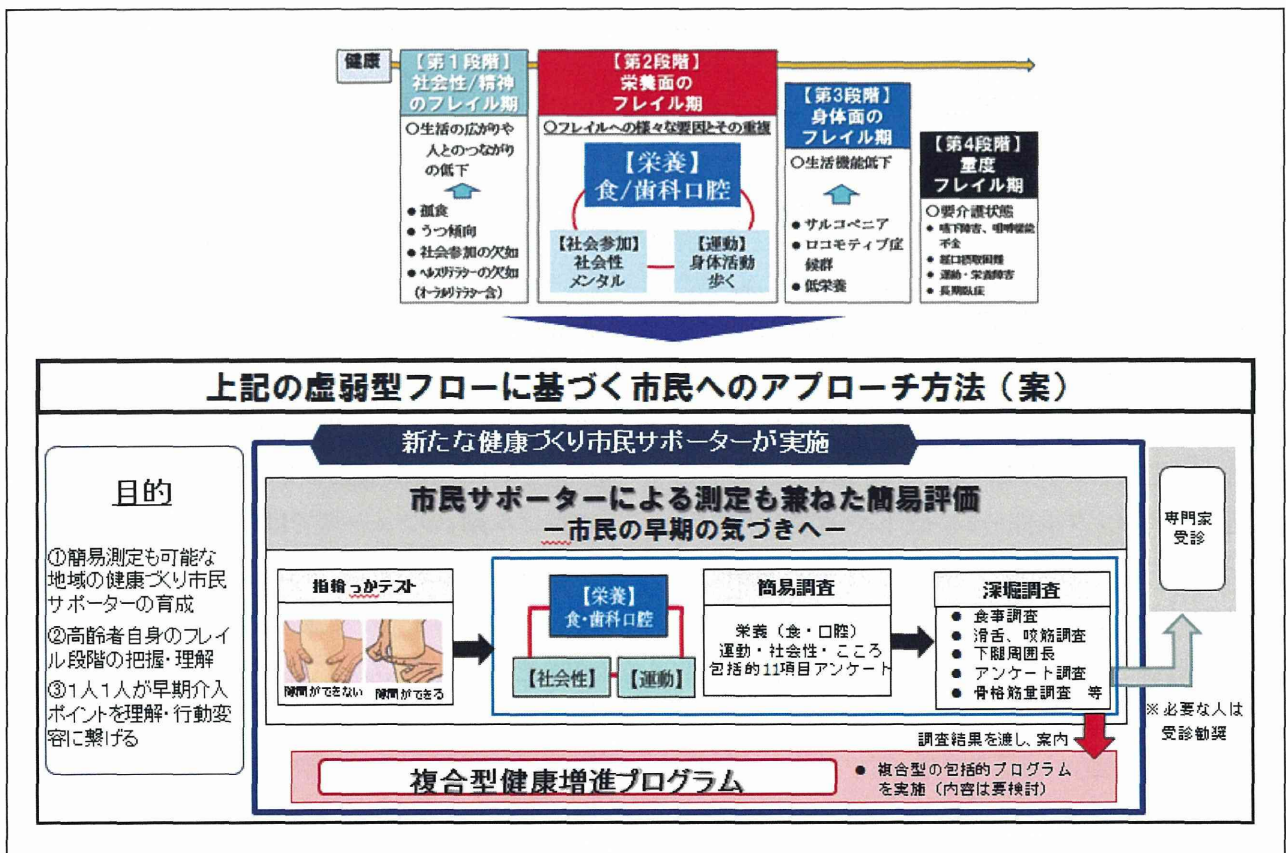 健康
【第1段階】
社会性/精神
のフレイル期
○生活の広がりや
人とのつながり
の低下
● 孤食
● うつ傾向
● 社会参加の欠如
● ヘルスリテラシーの欠如
(オーラルリテラシー含)
【第2段階】
栄養面の
フレイル期
○フレイルへの様々な要因とその重複
【栄養】
食/歯科口腔
【社会参加】
社会性
メンタル
【運動】
身体活動
歩く
【第3段階】
身体面の
フレイル期
○生活機能低下
● サルコペニア
● ロコモティブ症
候群
● 低栄養
【第4段階】
重度
フレイル期
○要介護状態
● 嚥下障害、咀嚼機能
不全
● 経口摂取困難
● 運動・栄養障害
● 長期臥床
上記の虚弱型フローに基づく市民へのアプローチ方法（案）
目的
①簡易測定も可能な
地域の健康づくり市民
サポーターの育成
②高齢者自身のフレイ
ル段階の把握・理解
③1人1人が早期介入
ポイントを理解・行動変
容に繋げる
新たな健康づくり市民サポーターが実施
市民サポーターによる測定も兼ねた簡易評価
－市民の早期の気づきへ－
指輪っかテスト
隙間ができない
隙間ができる
【栄養】
食・歯科口腔
【社会性】
【運動】
簡易調査
栄養（食・口腔）
運動・社会性・こころ
包括的11項目アンケート
深堀調査
● 食事調査
● 滑舌、咬筋調査
● 下腿周囲長
● アンケート調査
● 骨格筋量調査 等
専門家
受診
※必要な人は
受診勧奨
調査結果を渡し、案内
複合型健康増進プログラム
● 複合型の包括的プログラム
を実施（内容は要検討）